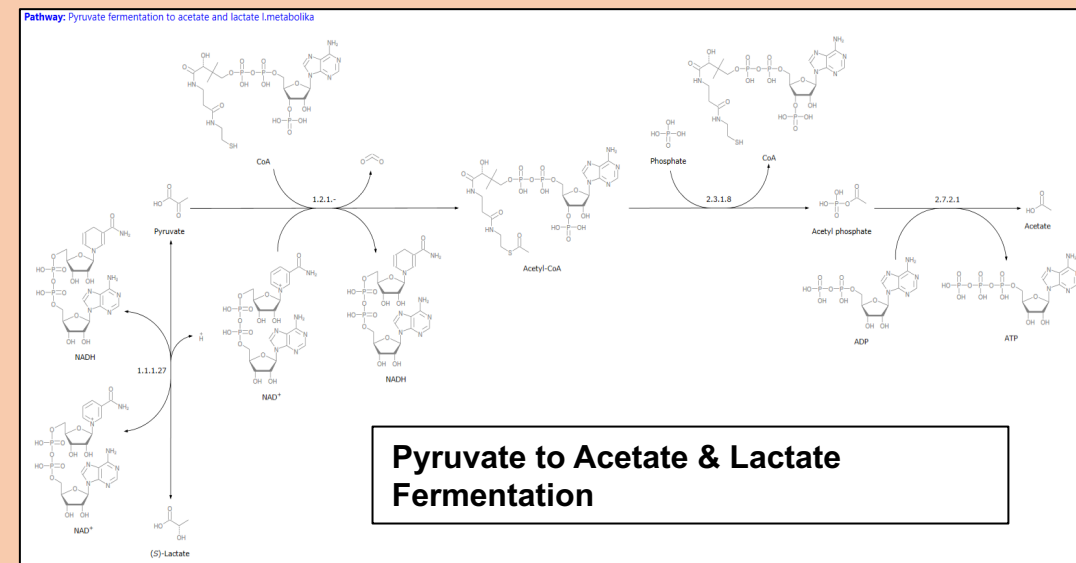 Pathway: Pyruvate fermentation to acetate and lactate I.metabolika
CoA
Phosphate
CoA
1.2.1.-
2.3.1.8
2.7.2.1
Pyruvate
Acetyl-CoA
Acetyl phosphate
Acetate
NADH
1.1.1.27
NAD⁺
NADH
ADP
ATP
NAD⁺
(S)-Lactate
Pyruvate to Acetate & Lactate
Fermentation